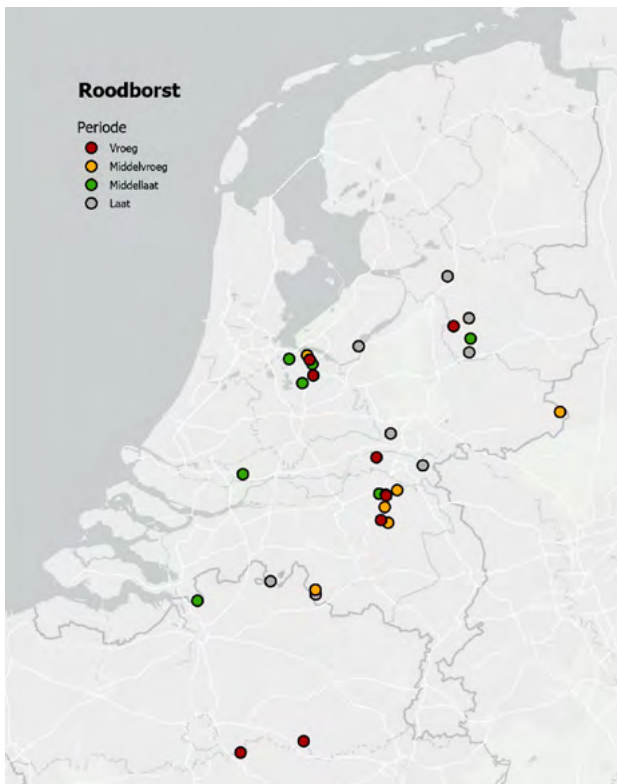 Roodborst
Periode
Vroeg
Middelvroeg
Middellaat
Laat